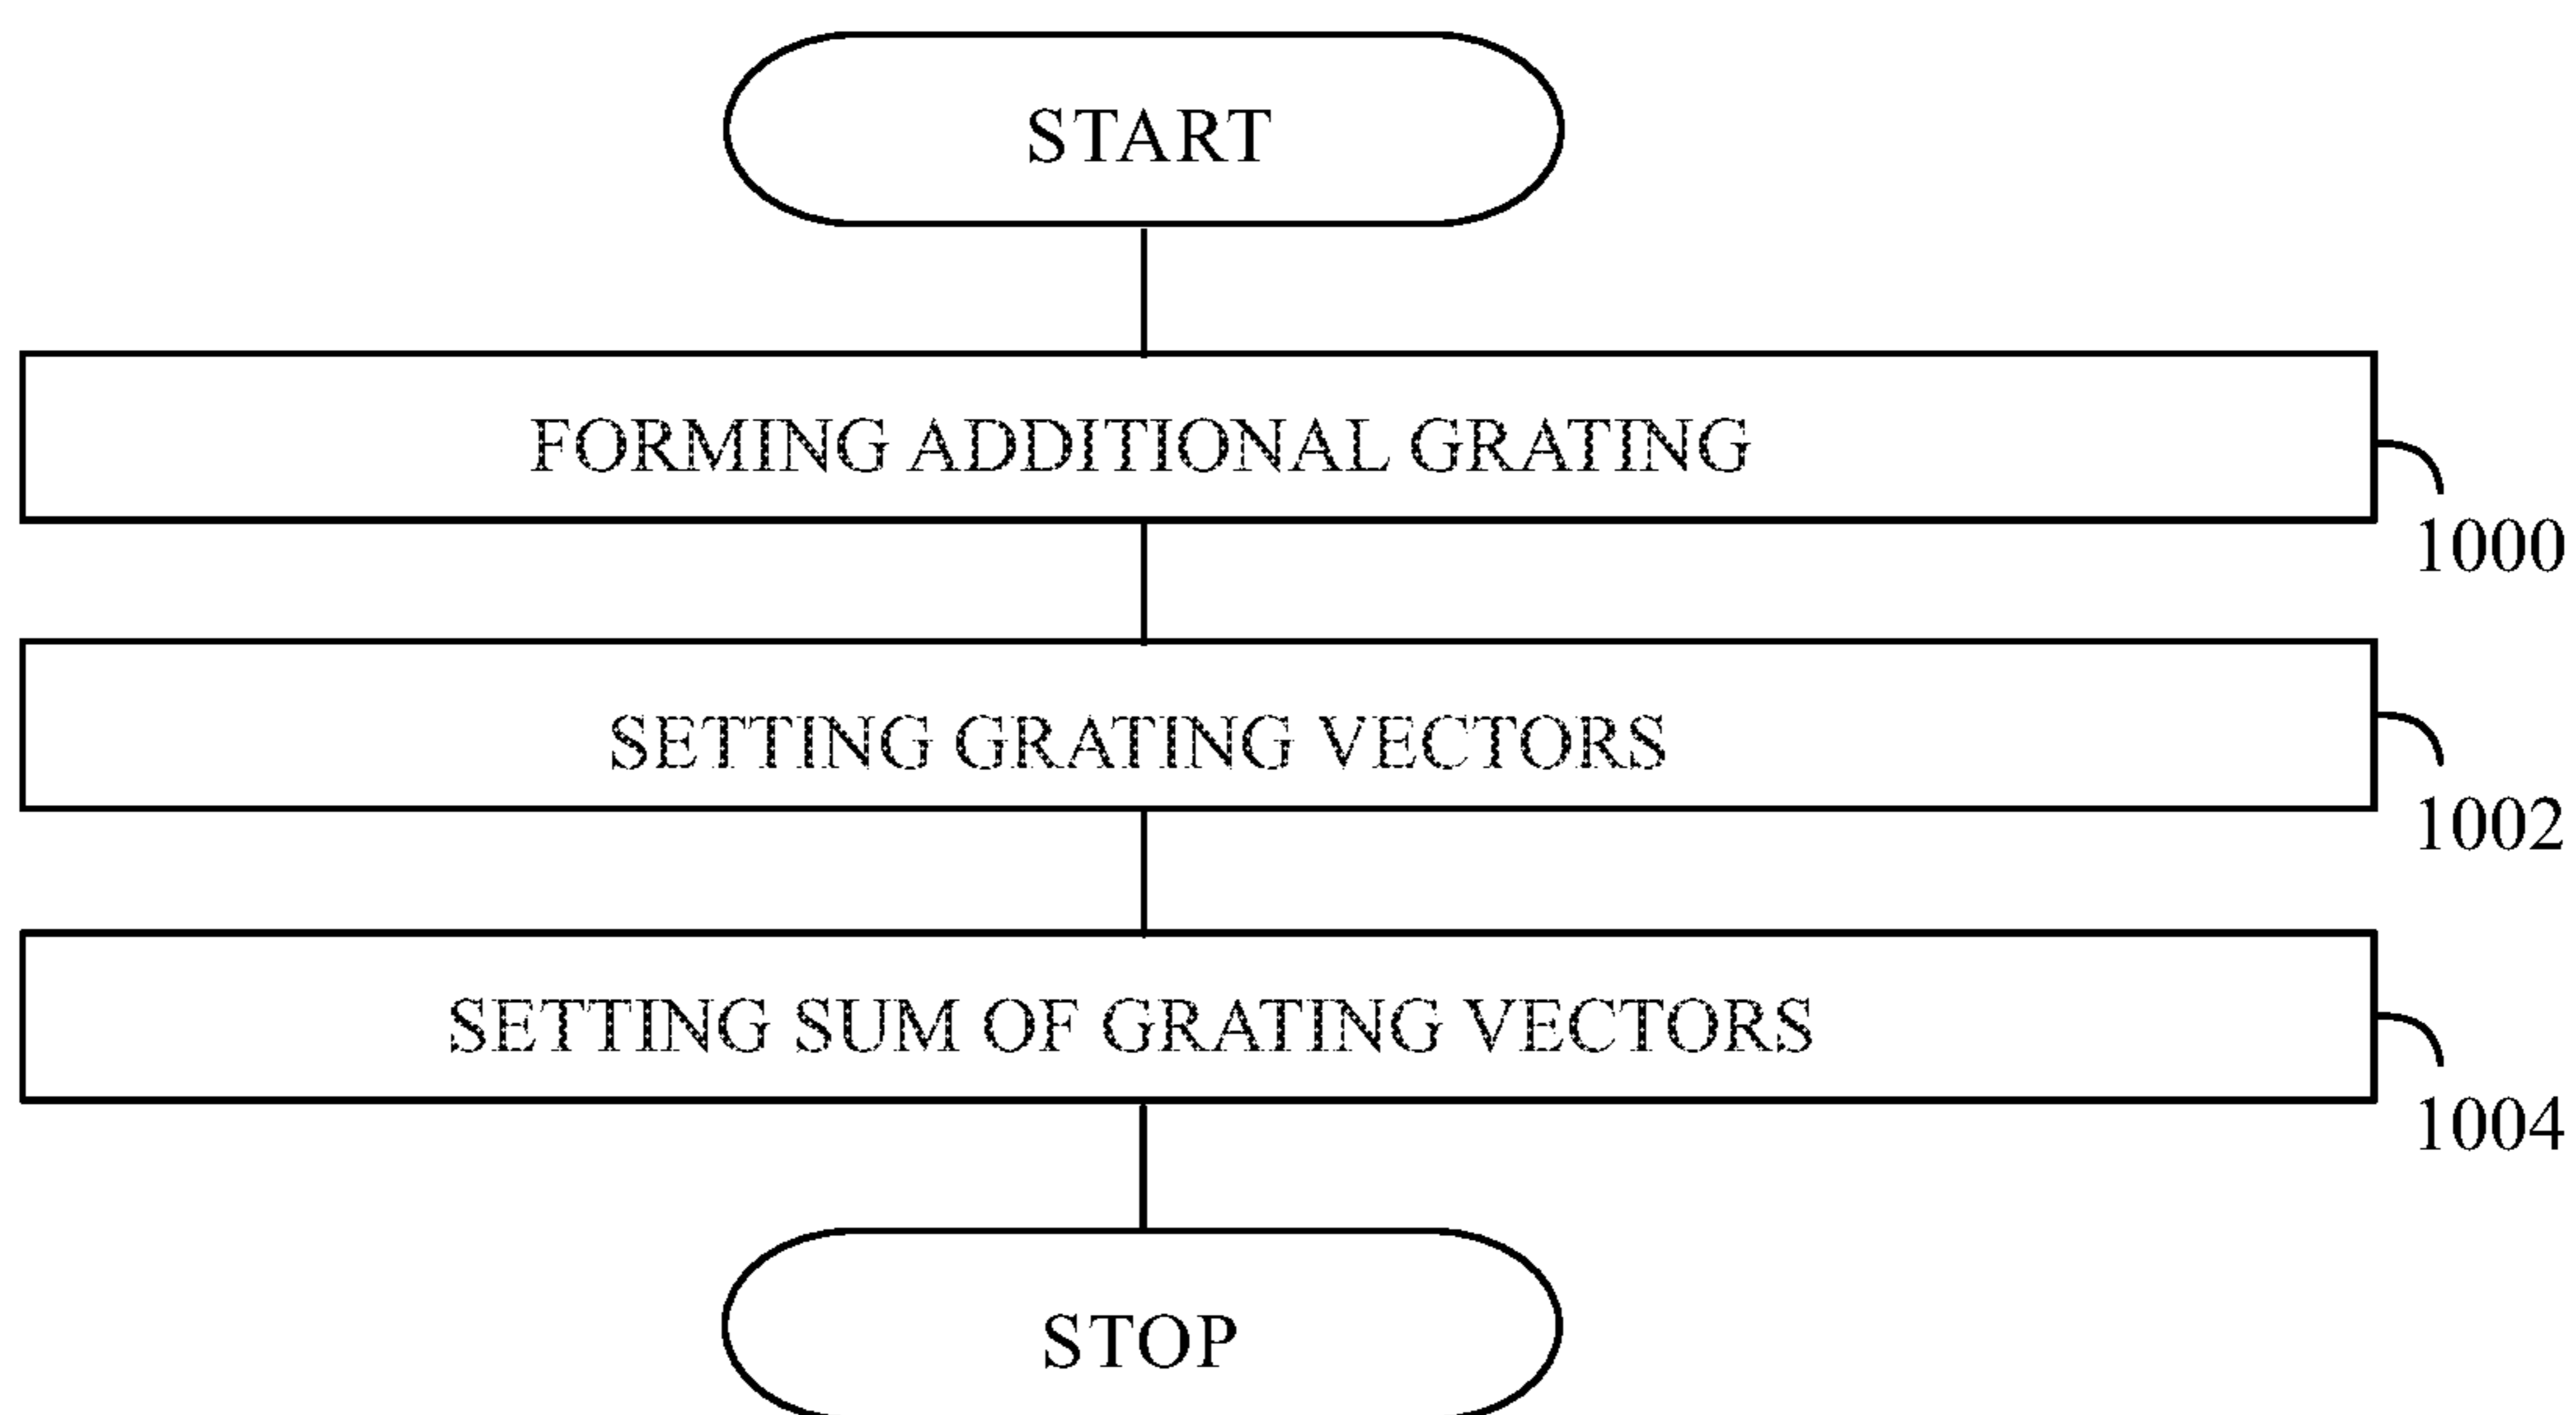 START
FORMING ADDITIONAL GRATING
1000
SETTING GRATING VECTORS
1002
SETTING SUM OF GRATING VECTORS
1004
STOP